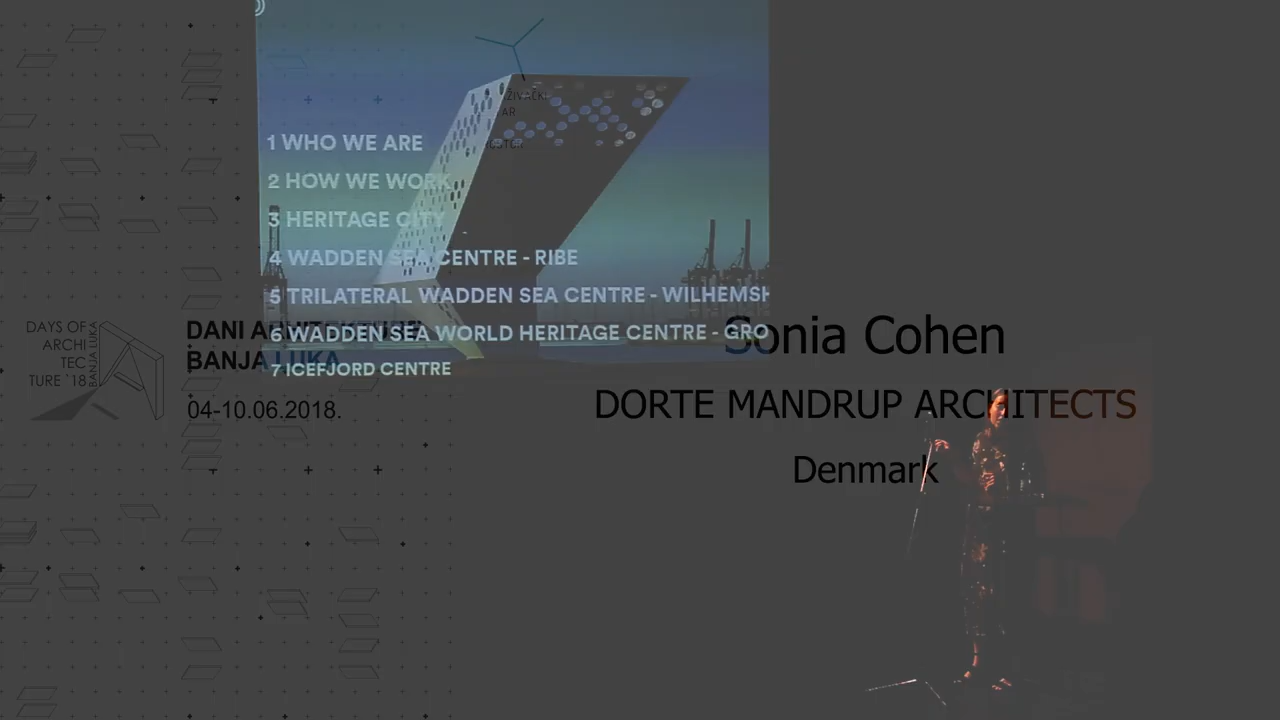 1 WHO WE ARE
2 HOW WE WORK
3 HERITAGE CITY
4 WADDEN SEA CENTRE - RIBE
5 TRILATERAL WADDEN SEA CENTRE - WILHEMSH
6 WADDEN SEA WORLD HERITAGE CENTRE - GRO
7 ICEFJORD CENTRE
DAYS OF
ARCHI
TEC
TURE `18
BANJA LUKA
DANI ARHITEKTURE
BANJA LUKA
04-10.06.2018.
Sonia Cohen
DORTE MANDRUP ARCHITECTS
Denmark